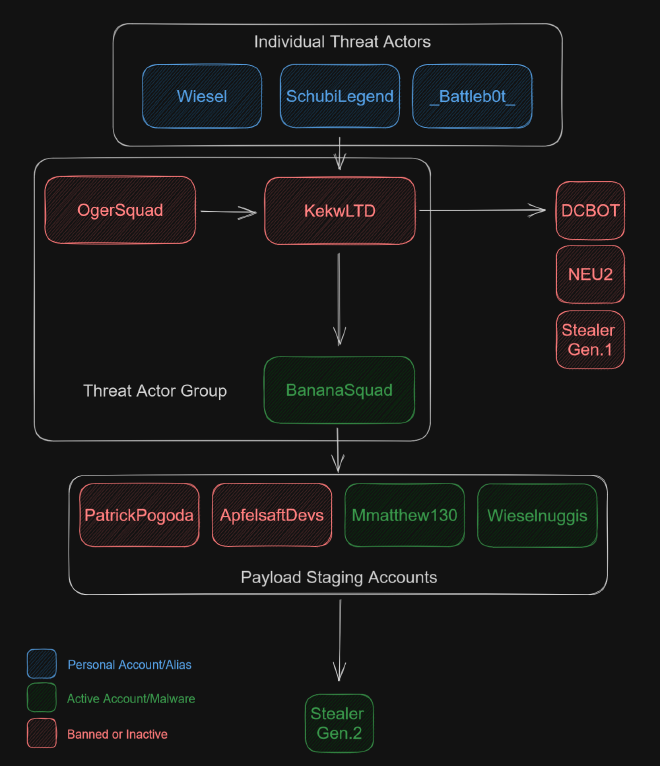 Individual Threat Actors
Wiesel
SchubiLegend
_Battleb0t_
OgerSquad
KekwLTD
DCBOT
NEU2
Stealer
Gen.1
Threat Actor Group
BananaSquad
PatrickPogoda
ApfelsaftDevs
Mmatthew130
Wieselnuggis
Payload Staging Accounts
Personal Account/Alias
Active Account/Malware
Banned or Inactive
Stealer
Gen.2